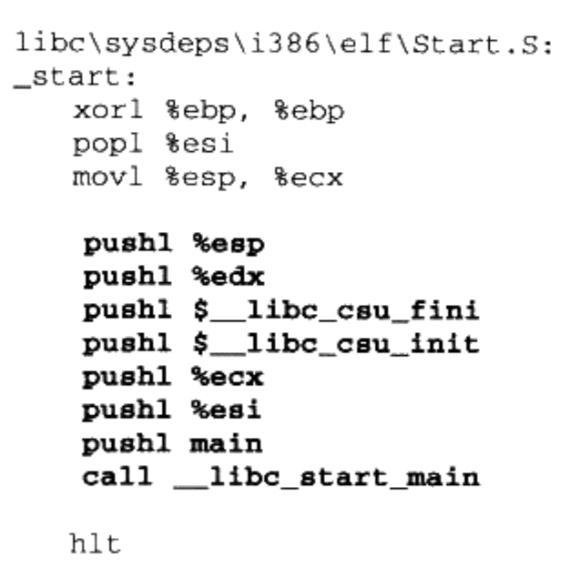 libc\sysdeps\i386\elf\Start.S:
_start:
xorl %ebp, %ebp
popl %esi
movl %esp, %ecx
pushl %esp
pushl %edx
pushl $__libc_csu_fini
pushl $__libc_csu_init
pushl %ecx
pushl %esi
pushl main
call __libc_start_main
hlt